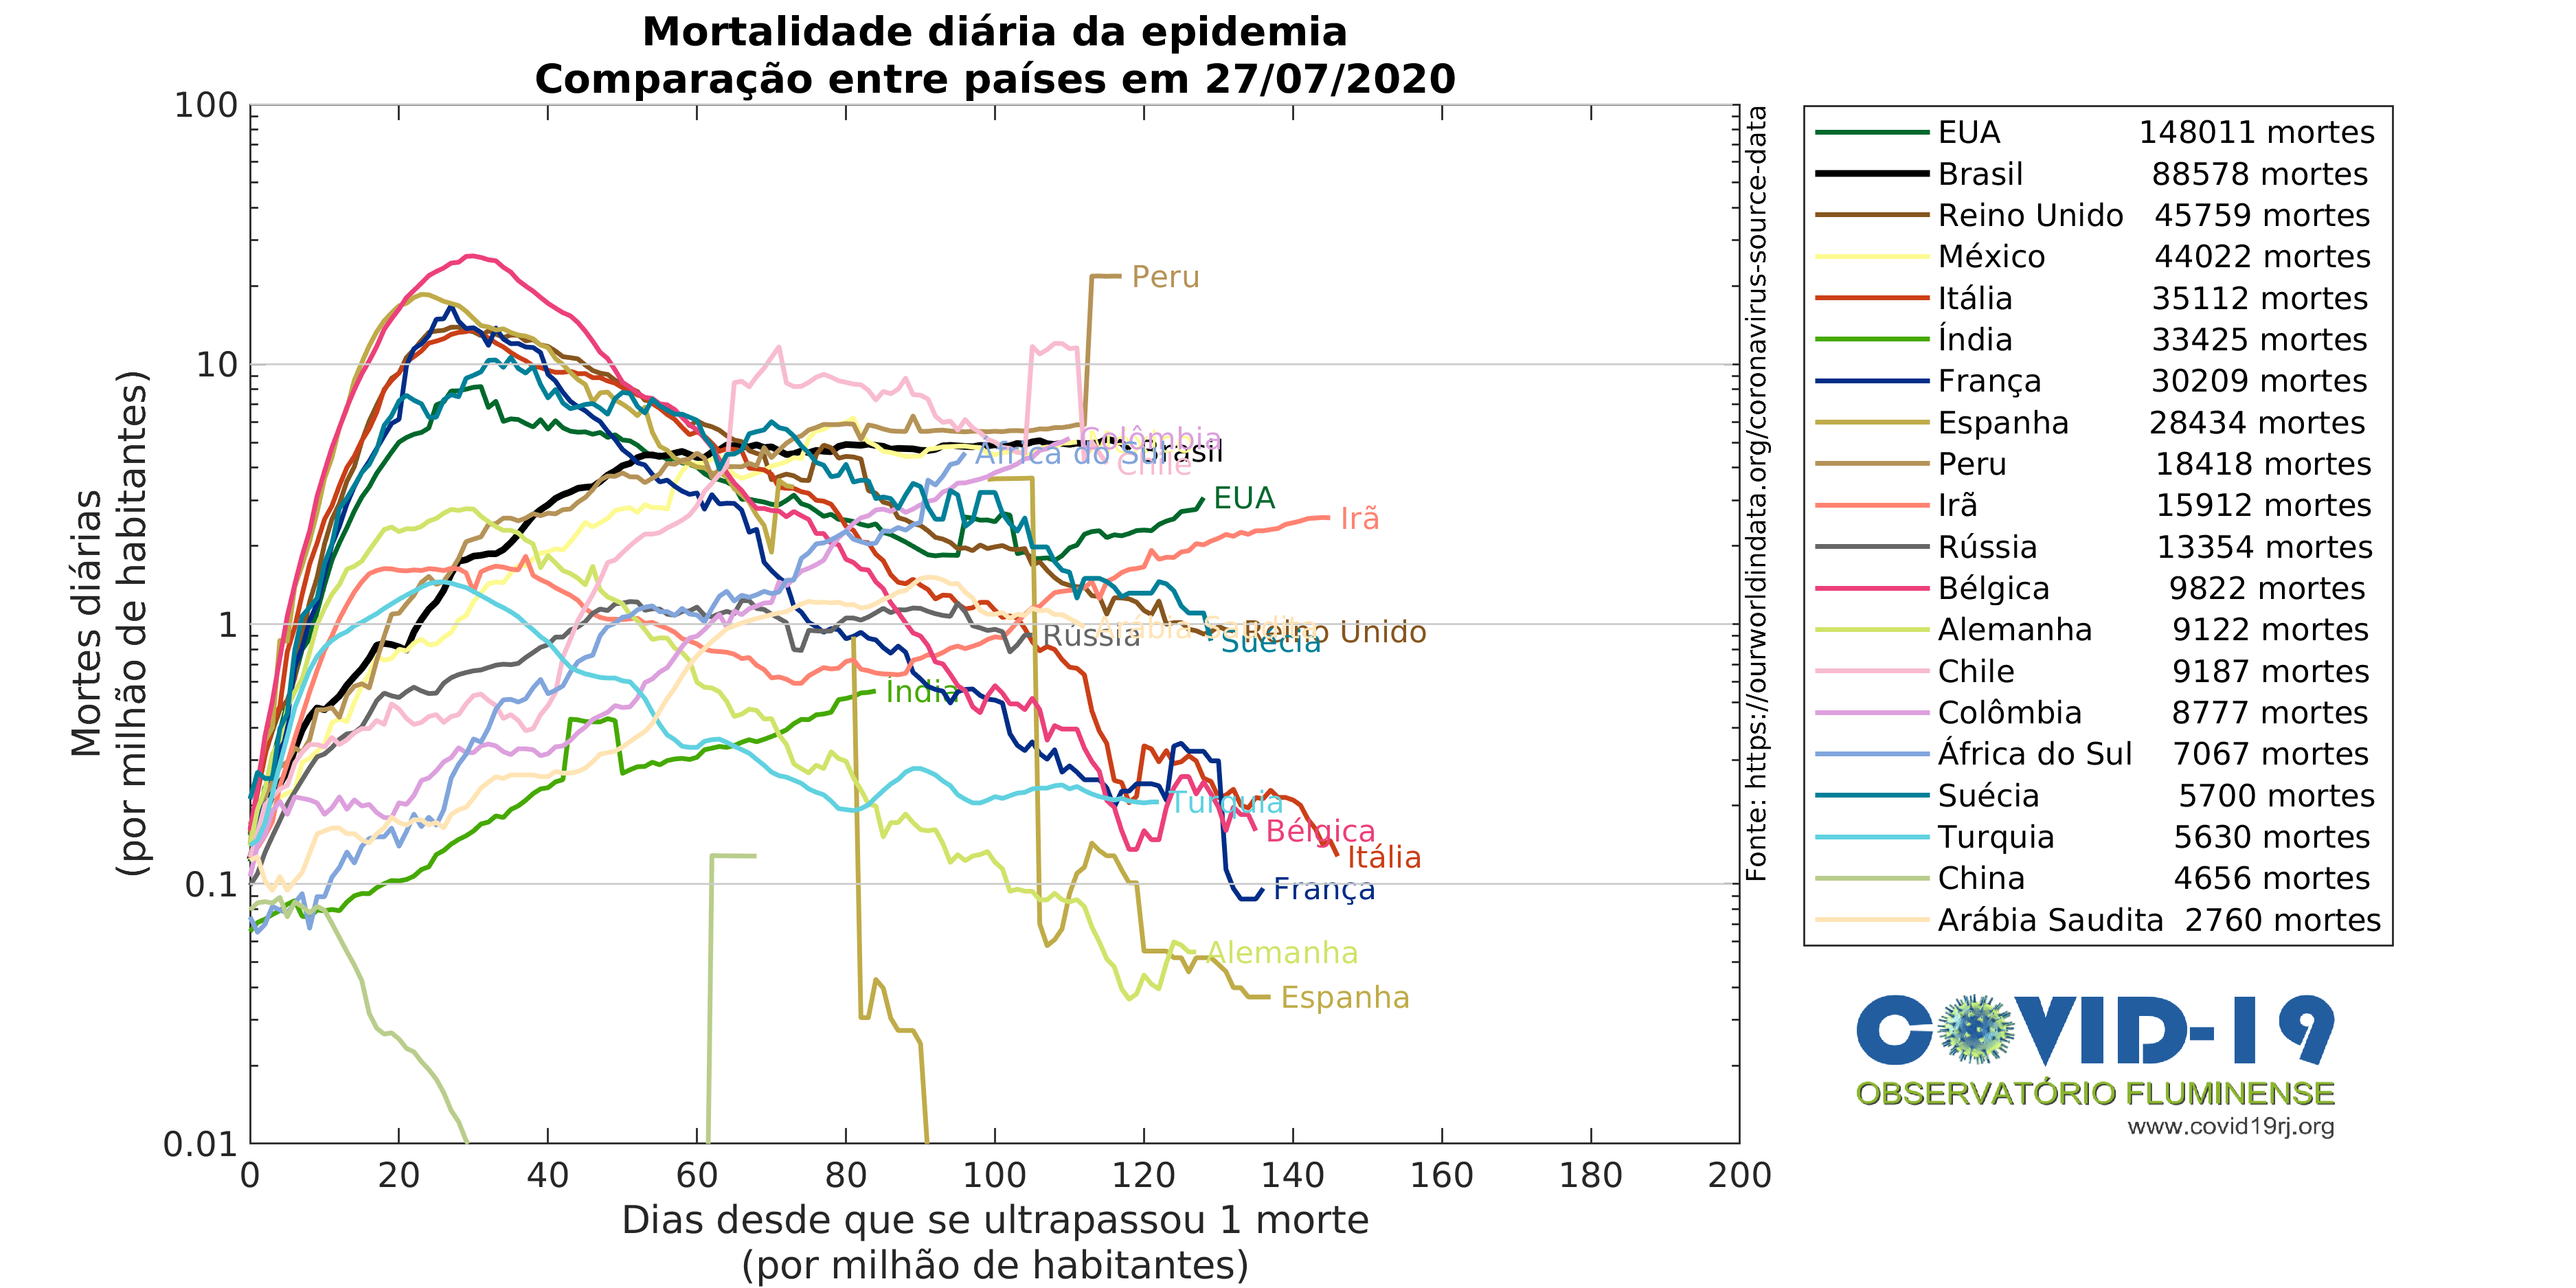 Mortalidade diária da epidemia
Comparação entre países em 27/07/2020
Mortes diárias
(por milhão de habitantes)
100
10
1
0.1
0.01
0
20
40
60
80
100
120
140
160
180
200
Dias desde que se ultrapassou 1 morte
(por milhão de habitantes)
Peru
Colômbia
África do Sul
Brasil
Chile
EUA
Irã
Arábia Saudita
Reino Unido
Rússia
Suécia
Índia
Turquia
Bélgica
Itália
França
Alemanha
Espanha
Fonte: https://ourworldindata.org/coronavirus-source-data
EUA 148011 mortes
Brasil 88578 mortes
Reino Unido 45759 mortes
México 44022 mortes
Itália 35112 mortes
Índia 33425 mortes
França 30209 mortes
Espanha 28434 mortes
Peru 18418 mortes
Irã 15912 mortes
Rússia 13354 mortes
Bélgica 9822 mortes
Alemanha 9122 mortes
Chile 9187 mortes
Colômbia 8777 mortes
África do Sul 7067 mortes
Suécia 5700 mortes
Turquia 5630 mortes
China 4656 mortes
Arábia Saudita 2760 mortes
COVID-19
OBSERVATÓRIO FLUMINENSE
www.covid19rj.org